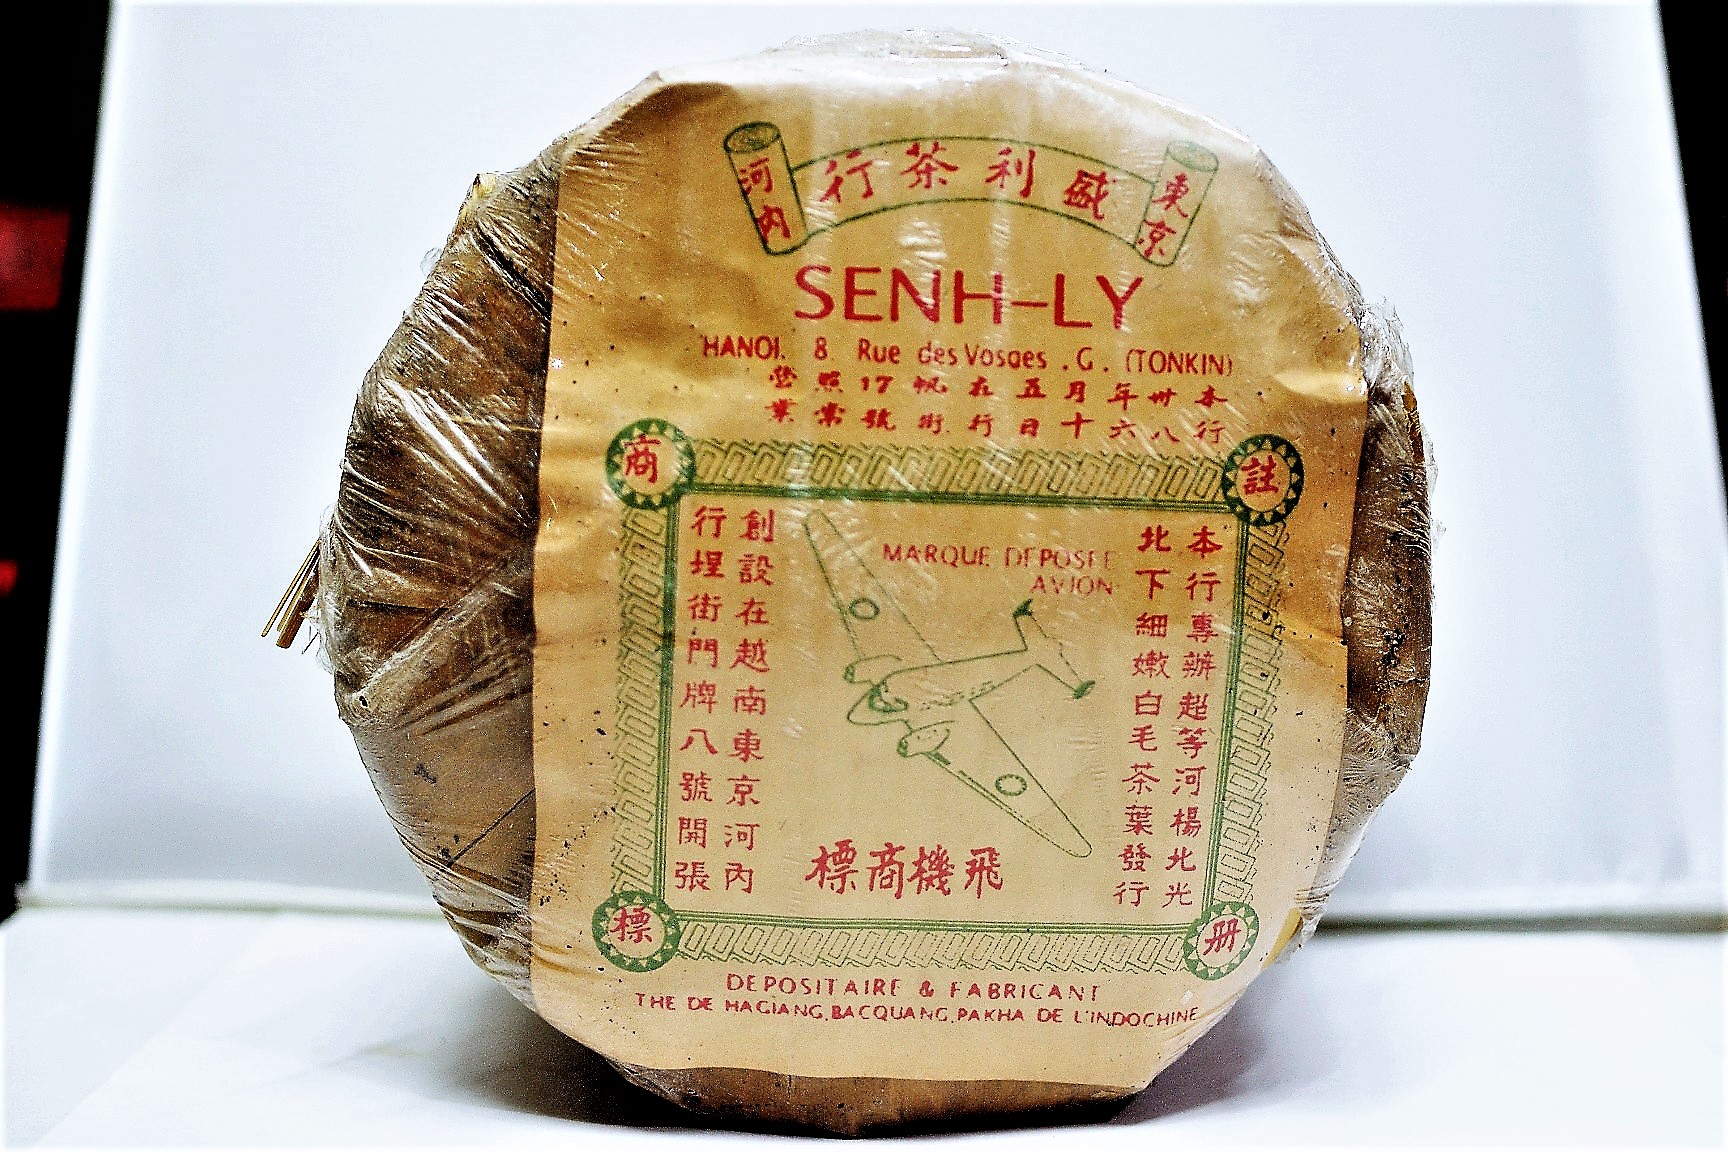 東京
盛利茶行
河內
SENH-LY
HANOI. 8 Rue des Vosges .G. (TONKIN)
本行卅八年六月十五日在行帆街17號照常營業
註冊商標
MARQUE DEPOSEE
AVION
本行專辦超等河楊北光
北下細嫩白毛茶葉發行
創設在越南東京河內
行埕街門牌八號開張
飛機商標
DEPOSITAIRE & FABRICANT
THE DE HAGIANG,BACQUANG,PAKHA DE L'INDOCHINE